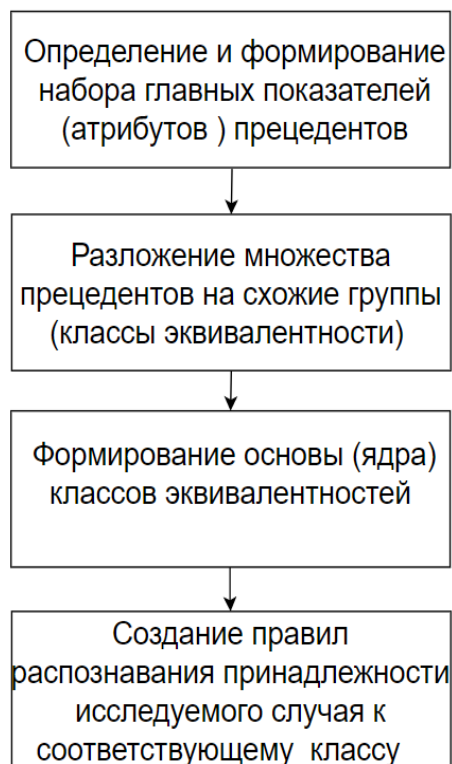 Определение и формирование
набора главных показателей
(атрибутов ) прецедентов
Разложение множества
прецедентов на схожие группы
(классы эквивалентности)
Формирование основы (ядра)
классов эквивалентностей
Создание правил
распознавания принадлежности
исследуемого случая к
соответствующему классу